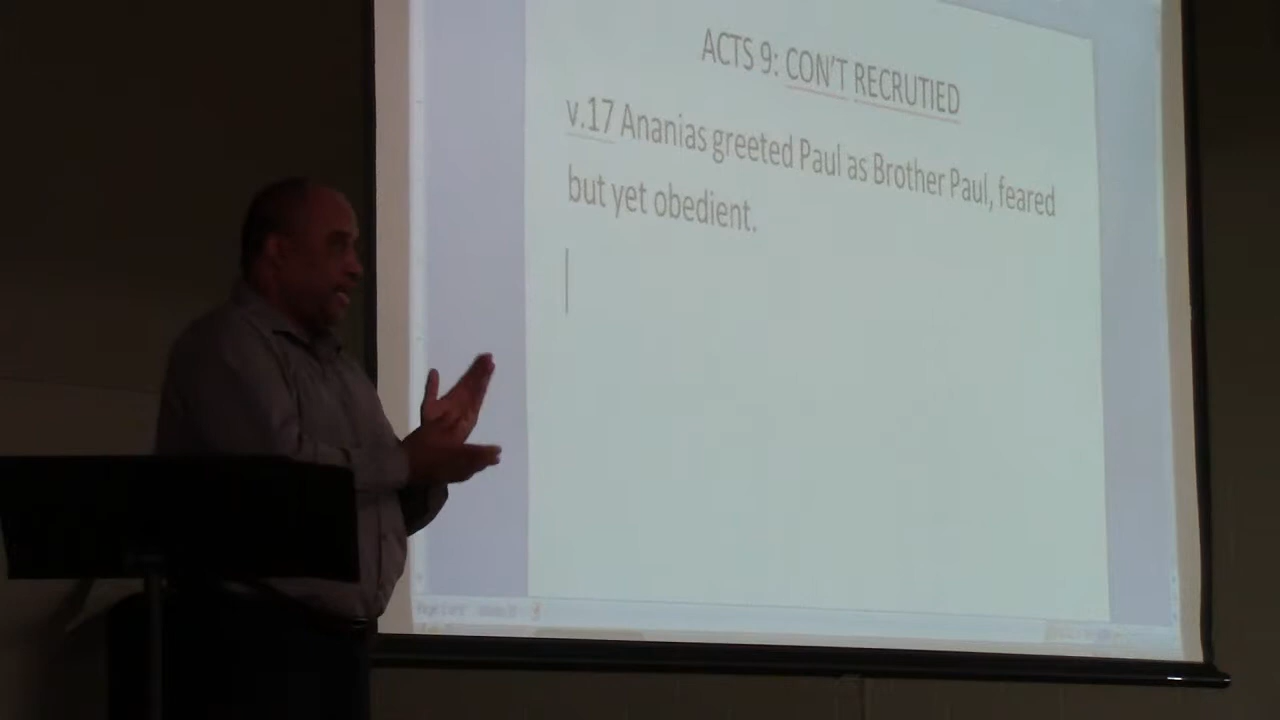 ACTS 9: CON'T RECRUTIED
v.17 Ananias greeted Paul as Brother Paul, feared
but yet obedient.